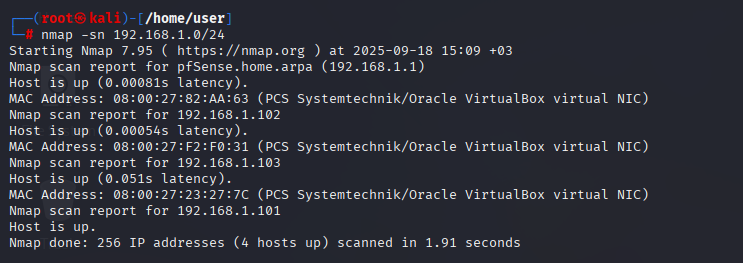 ┌──(root㉿kali)-[/home/user]
└─# nmap -sn 192.168.1.0/24
Starting Nmap 7.95 ( https://nmap.org ) at 2025-09-18 15:09 +03
Nmap scan report for pfSense.home.arpa (192.168.1.1)
Host is up (0.00081s latency).
MAC Address: 08:00:27:82:AA:63 (PCS Systemtechnik/Oracle VirtualBox virtual NIC)
Nmap scan report for 192.168.1.102
Host is up (0.00054s latency).
MAC Address: 08:00:27:F2:F0:31 (PCS Systemtechnik/Oracle VirtualBox virtual NIC)
Nmap scan report for 192.168.1.103
Host is up (0.051s latency).
MAC Address: 08:00:27:23:27:7C (PCS Systemtechnik/Oracle VirtualBox virtual NIC)
Nmap scan report for 192.168.1.101
Host is up.
Nmap done: 256 IP addresses (4 hosts up) scanned in 1.91 seconds